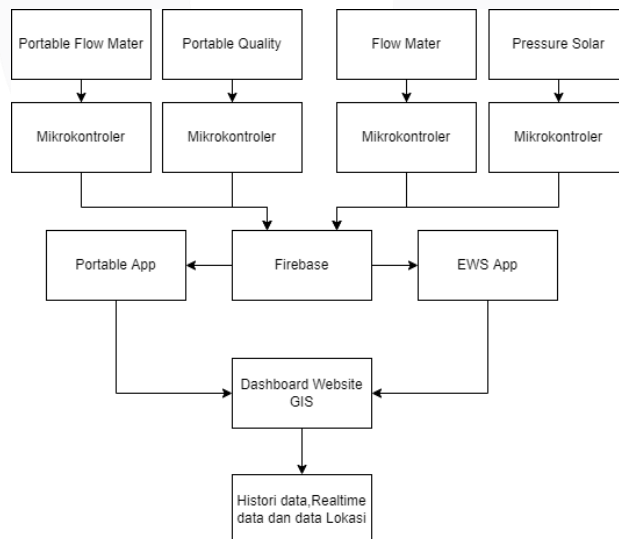 Portable Flow Mater
Portable Quality
Flow Mater
Pressure Solar
Mikrokontroler
Mikrokontroler
Mikrokontroler
Mikrokontroler
Portable App
Firebase
EWS App
Dashboard Website
GIS
Histori data,Realtime
data dan data Lokasi